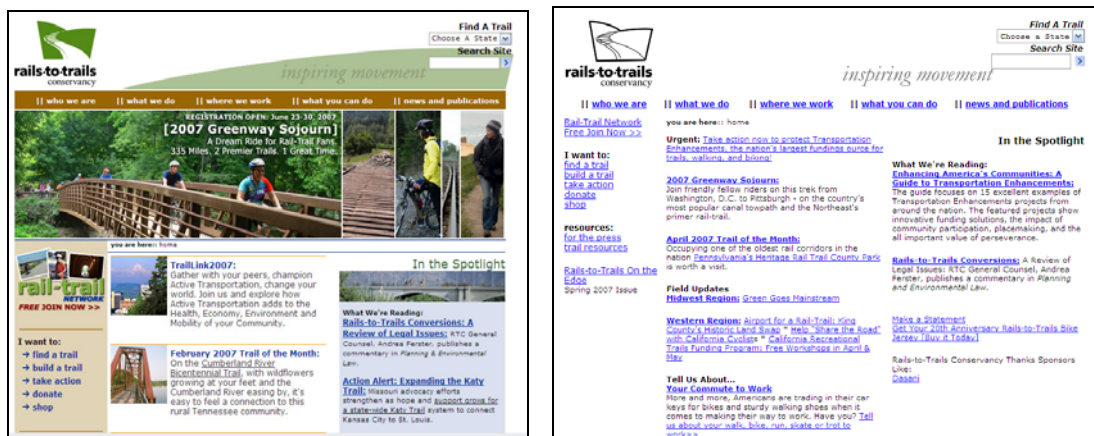 Find A Trail
Choose A State
Search Site
rails·to·trails
conservancy
inspiring movement
|| who we are || what we do || where we work || what you can do || news and publications
REGISTRATION OPEN: June 23-30, 2007
[2007 Greenway Sojourn]
A Dream Ride for Rail-Trail Fans.
335 Miles. 2 Premier Trails. 1 Great Time.
you are here:: home
rail-trail
NETWORK
FREE JOIN NOW >>
I want to:
find a trail
build a trail
take action
donate
shop
TrailLink2007:
Gather with your peers, champion
Active Transportation, change your
world. Join us and explore how
Active Transportation adds to the
Health, Economy, Environment and
Mobility of your Community.
February 2007 Trail of the Month:
On the Cumberland River
Bicentennial Trail, with wildflowers
growing at your feet and the
Cumberland River easing by, it's
easy to feel a connection to this
rural Tennessee community.
In the Spotlight
What We're Reading:
Rails-to-Trails Conversions: A
Review of Legal Issues: RTC General
Counsel, Andrea Ferster, publishes a
commentary in Planning & Environmental
Law.
Action Alert: Expanding the Katy
Trail: Missouri advocacy efforts
strengthen as hope and support grows for
a state-wide Katy Trail system to connect
Kansas City to St. Louis.
Find A Trail
Choose a State
Search Site
rails·to·trails
conservancy
inspiring movement
|| who we are || what we do || where we work || what you can do || news and publications
Rail-Trail Network
Free Join Now >>
I want to:
find a trail
build a trail
take action
donate
shop
resources:
for the press
trail resources
Rails-to-Trails On the
Edge
Spring 2007 Issue
you are here:: home
Urgent: Take action now to protect Transportation
Enhancements, the nation's largest fundings ource for
trails, walking, and biking!
2007 Greenway Sojourn:
Join friendly fellow riders on this trek from
Washington, D.C. to Pittsburgh - on the country's
most popular canal towpath and the Northeast's
primer rail-trail.
April 2007 Trail of the Month:
Occupying one of the oldest rail corridors in the
nation Pennsylvania's Heritage Rail Trail County Park
is worth a visit.
Field Updates
Midwest Region: Green Goes Mainstream
Western Region: Airport for a Rail-Trail: King
County's Historic Land Swap * Help "Share the Road"
with California Cyclists * California Recreational
Trails Funding Program: Free Workshops in April &
May
Tell Us About...
Your Commute to Work
More and more, Americans are trading in their car
keys for bikes and sturdy walking shoes when it
comes to making their way to work. Have you? Tell
us about your walk, bike, run, skate or trot to
work>>
In the Spotlight
What We're Reading:
Enhancing America's Communities: A
Guide to Transportation Enhancements:
The guide focuses on 15 excellent examples of
Transportation Enhancements projects from
around the nation. The featured projects show
innovative funding solutions, the impact of
community participation, placemaking, and the
all important value of perseverance.
Rails-to-Trails Conversions: A Review of
Legal Issues: RTC General Counsel, Andrea
Ferster, publishes a commentary in Planning
and Environmental Law.
Make a Statement
Get Your 20th Anniversary Rails-to-Trails Bike
Jersey [Buy it Today]
Rails-to-Trails Conservancy Thanks Sponsors
Like:
Dasani